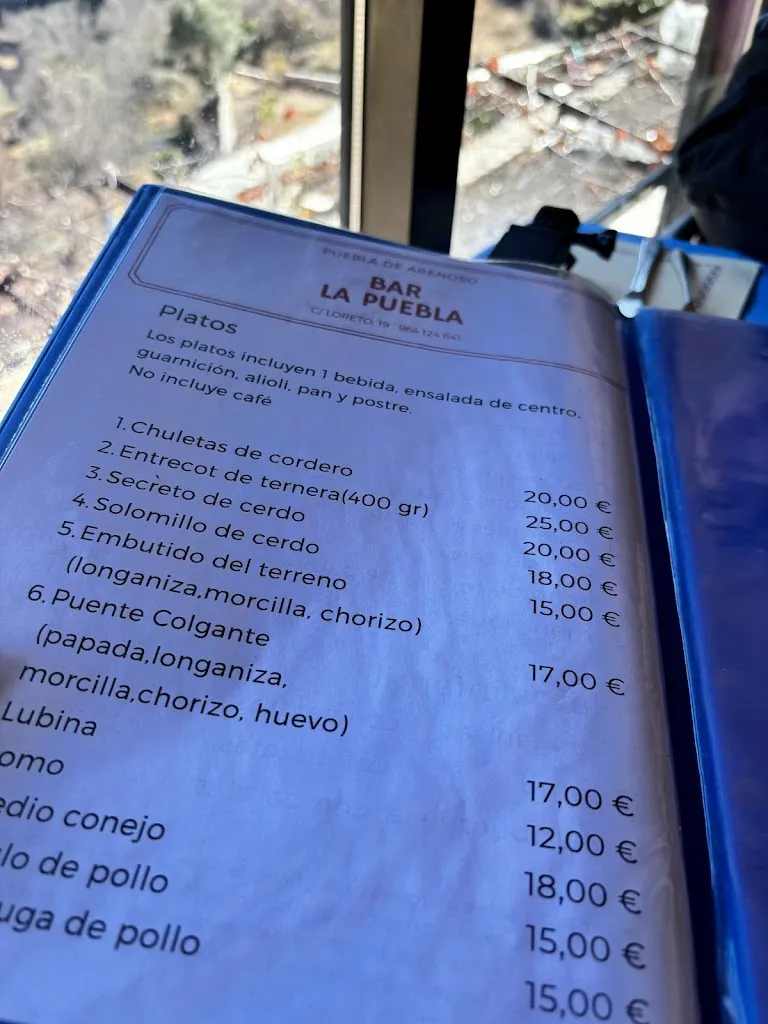 PUEBLA DE ARENOSO
BAR
LA PUEBLA
C/ LORETO, 19 · 964 124 641
Platos
Los platos incluyen 1 bebida, ensalada de centro,
guarnición, alioli, pan y postre.
No incluye café
1. Chuletas de cordero 20,00 €
2. Entrecot de ternera(400 gr) 25,00 €
3. Secreto de cerdo 20,00 €
4. Solomillo de cerdo 18,00 €
5. Embutido del terreno 15,00 €
(longaniza,morcilla, chorizo)
6. Puente Colgante 17,00 €
(papada,longaniza,
morcilla,chorizo, huevo)
Lubina 17,00 €
omo 12,00 €
edio conejo 18,00 €
lo de pollo 15,00 €
uga de pollo 15,00 €